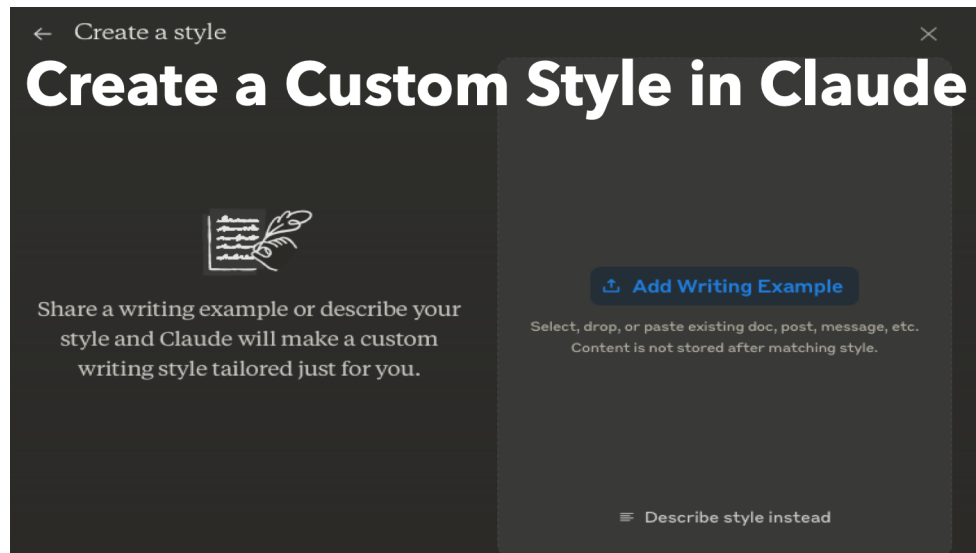 Create a style
Create a Custom Style in Claude
Share a writing example or describe your
style and Claude will make a custom
writing style tailored just for you.
Add Writing Example
Select, drop, or paste existing doc, post, message, etc.
Content is not stored after matching style.
Describe style instead